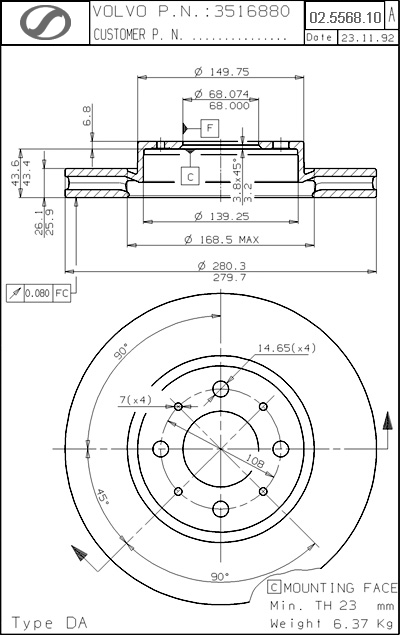 VOLVO P.N.:3516880
CUSTOMER P. N. ...............
02.5568.10 A
Date 23.11.92
Ø 149.75
Ø 68.074
68.000
6.8
F
C
43.6
43.4
26.1
25.9
3.8x45°
3.2
Ø 139.25
Ø 168.5 MAX
Ø 280.3
279.7
0.080 FC
90°
14.65(x4)
7(x4)
108
45°
90°
C MOUNTING FACE
Min. TH 23 mm
Type DA
Weight 6.37 Kg